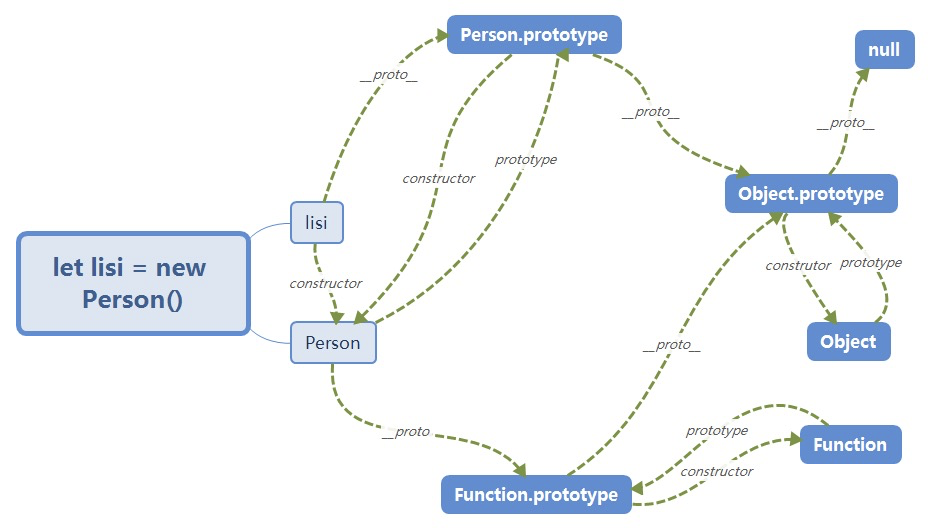 Person.prototype
null
__proto__
__proto__
__proto__
prototype
constructor
Object.prototype
lisi
let lisi = new
Person()
constructor
construtor
prototype
Person
Object
__proto__
__proto
prototype
Function
constructor
Function.prototype